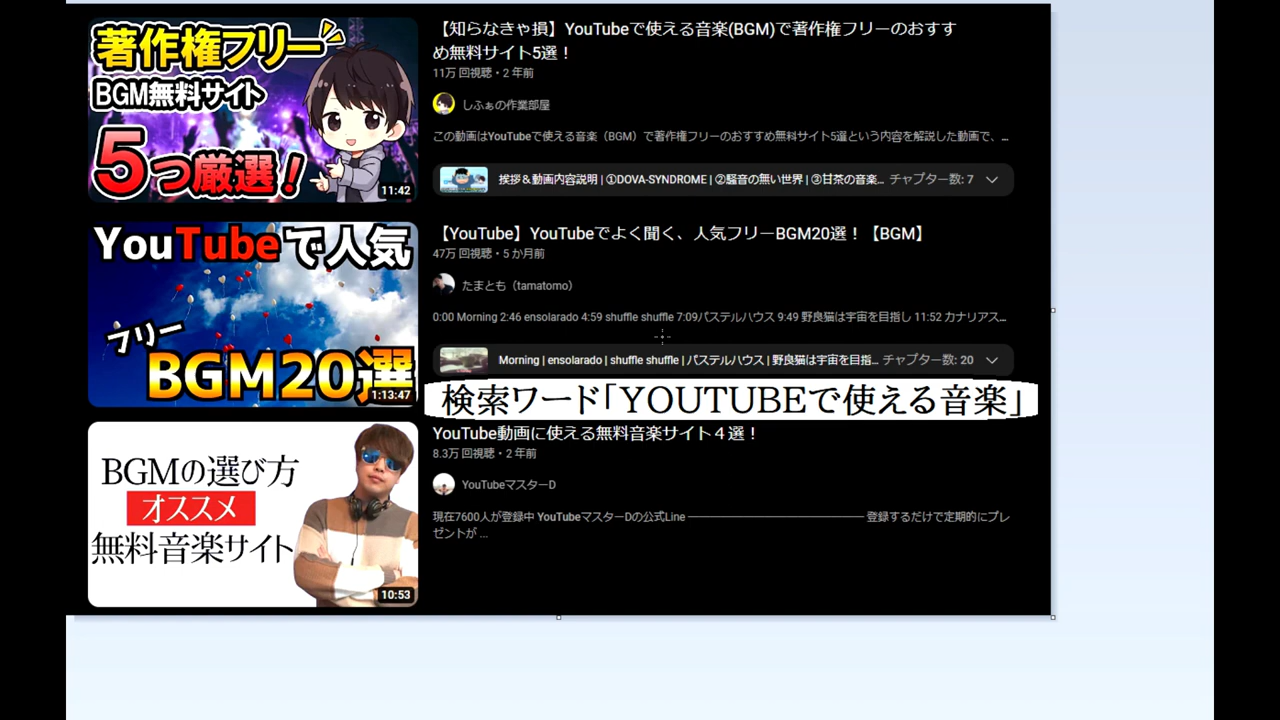 著作権フリー
BGM無料サイト
5つ厳選！
11:42
【知らなきゃ損】YouTubeで使える音楽(BGM)で著作権フリーのおすす
め無料サイト5選！
11万 回視聴・2 年前
しふぁの作業部屋
この動画はYouTubeで使える音楽（BGM）で著作権フリーのおすすめ無料サイト5選という内容を解説した動画で、...
挨拶＆動画内容説明 | ①DOVA-SYNDROME | ②騒音の無い世界 | ③甘茶の音楽... チャプター数: 7
YouTubeで人気
フリー
BGM20選
1:13:47
【YouTube】YouTubeでよく聞く、人気フリーBGM20選！【BGM】
47万 回視聴・5 か月前
たまとも（tamatomo）
0:00 Morning 2:46 ensolarado 4:59 shuffle shuffle 7:09パステルハウス 9:49 野良猫は宇宙を目指し 11:52 カナリアス...
Morning | ensolarado | shuffle shuffle | パステルハウス | 野良猫は宇宙を目指... チャプター数: 20
検索ワード「YOUTUBEで使える音楽」
BGMの選び方
オススメ
無料音楽サイト
10:53
YouTube動画に使える無料音楽サイト４選！
8.3万 回視聴・2 年前
YouTubeマスターD
現在7600人が登録中 YouTubeマスターDの公式Line ―――――――――――――――― 登録するだけで定期的にプレ
ゼントが ...